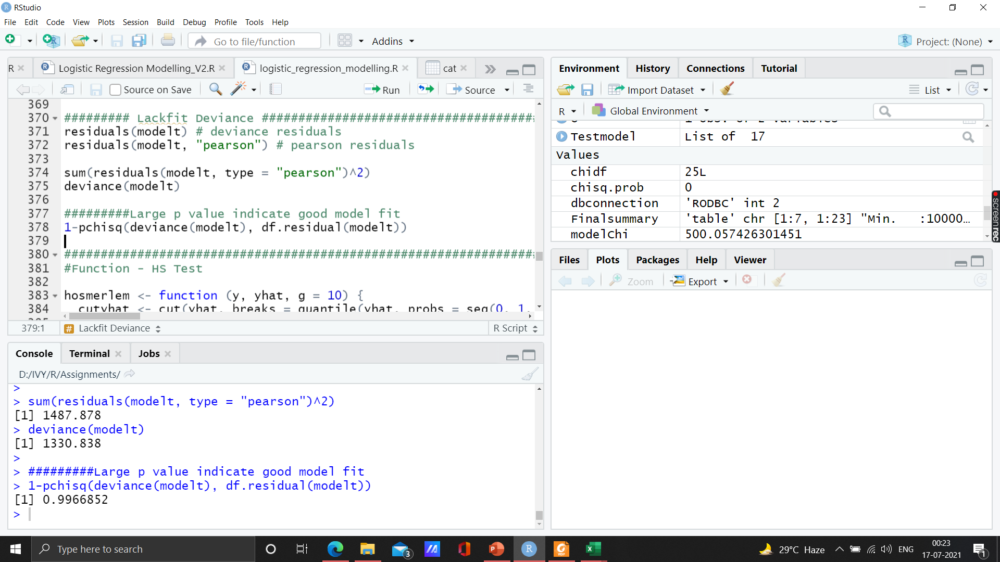 RStudio
File Edit Code View Plots Session Build Debug Profile Tools Help
Go to file/function Addins Project: (None)
R Logistic Regression Modelling_V2.R logistic_regression_modelling.R cat
Source on Save Run Source
369
370 ######### Lackfit Deviance ######################################
371 residuals(modelt) # deviance residuals
372 residuals(modelt, "pearson") # pearson residuals
373
374 sum(residuals(modelt, type = "pearson")^2)
375 deviance(modelt)
376
377 #########Large p value indicate good model fit
378 1-pchisq(deviance(modelt), df.residual(modelt))
379
380 #################################################################
381 #Function - HS Test
382
383 hosmerlem <- function (y, yhat, g = 10) {
384 cutyhat <- cut(yhat, breaks = quantile(yhat, probs = seq(0, 1,
379:1 # Lackfit Deviance R Script
Console Terminal Jobs
D:/IVY/R/Assignments/
>
> sum(residuals(modelt, type = "pearson")^2)
[1] 1487.878
> deviance(modelt)
[1] 1330.838
>
> #########Large p value indicate good model fit
> 1-pchisq(deviance(modelt), df.residual(modelt))
[1] 0.9966852
>
Environment History Connections Tutorial
Import Dataset List
R Global Environment
Testmodel List of 17
Values
chidf 25L
chisq.prob 0
dbconnection 'RODBC' int 2
Finalsummary 'table' chr [1:7, 1:23] "Min. :10000…
modelChi 500.057426301451
Files Plots Packages Help Viewer
Zoom Export
screenrec
Type here to search
3
29°C Haze ENG
00:23
17-07-2021
1